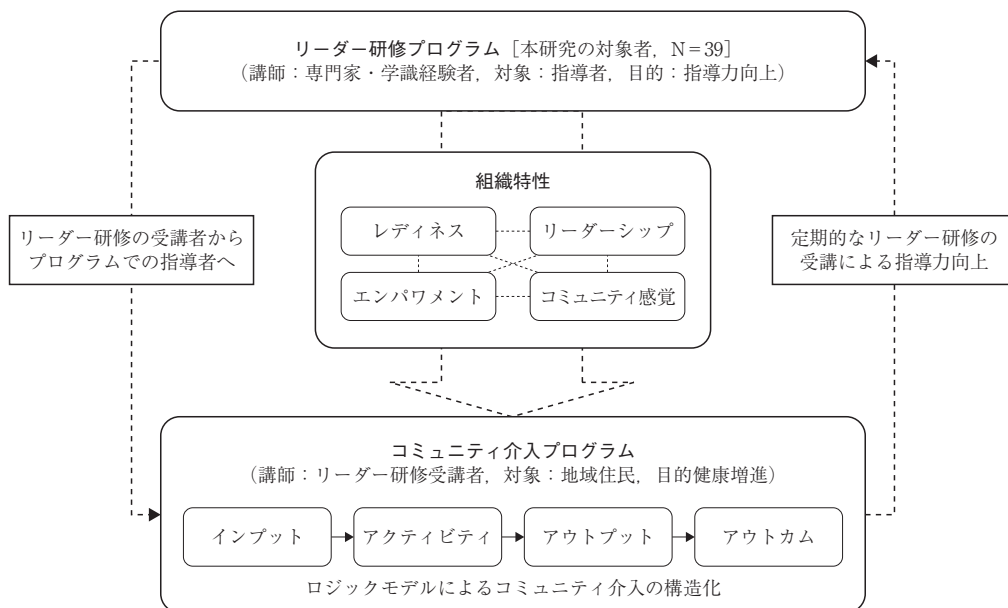 リーダー研修プログラム［本研究の対象者，N＝39］
（講師：専門家・学識経験者，対象：指導者，目的：指導力向上）
組織特性
レディネス
リーダーシップ
エンパワメント
コミュニティ感覚
リーダー研修の受講者から
プログラムでの指導者へ
定期的なリーダー研修の
受講による指導力向上
コミュニティ介入プログラム
（講師：リーダー研修受講者，対象：地域住民，目的健康増進）
インプット
アクティビティ
アウトプット
アウトカム
ロジックモデルによるコミュニティ介入の構造化